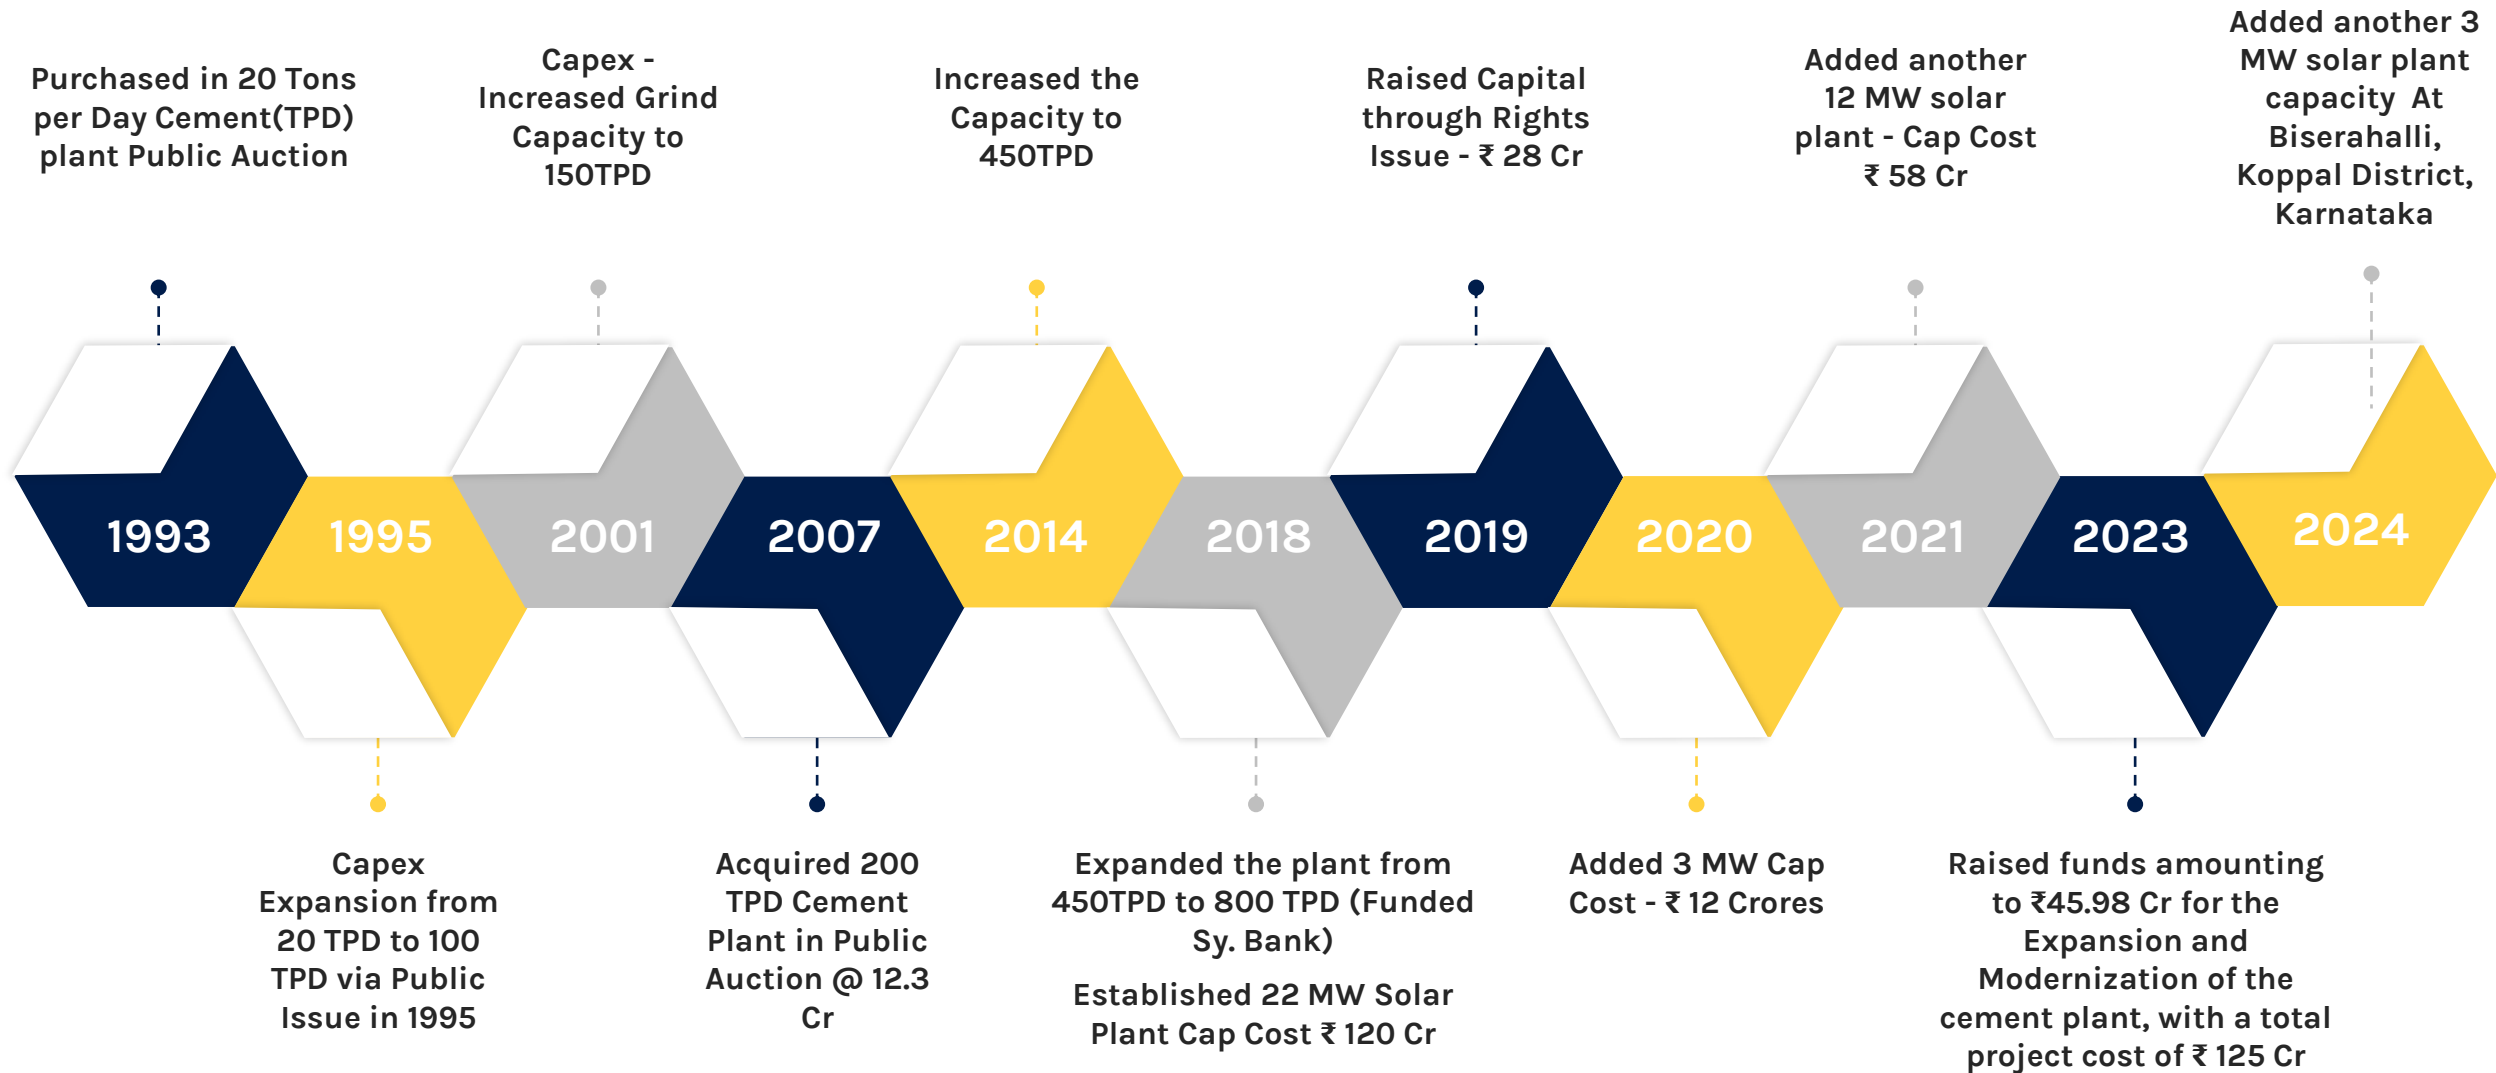 Purchased in 20 Tons
per Day Cement(TPD)
plant Public Auction
Capex -
Increased Grind
Capacity to
150TPD
Increased the
Capacity to
450TPD
Raised Capital
through Rights
Issue - ₹ 28 Cr
Added another
12 MW solar
plant - Cap Cost
₹ 58 Cr
Added another 3
MW solar plant
capacity At
Biserahalli,
Koppal District,
Karnataka
1993
1995
2001
2007
2014
2018
2019
2020
2021
2023
2024
Capex
Expansion from
20 TPD to 100
TPD via Public
Issue in 1995
Acquired 200
TPD Cement
Plant in Public
Auction @ 12.3
Cr
Expanded the plant from
450TPD to 800 TPD (Funded
Sy. Bank)
Established 22 MW Solar
Plant Cap Cost ₹ 120 Cr
Added 3 MW Cap
Cost - ₹ 12 Crores
Raised funds amounting
to ₹45.98 Cr for the
Expansion and
Modernization of the
cement plant, with a total
project cost of ₹ 125 Cr